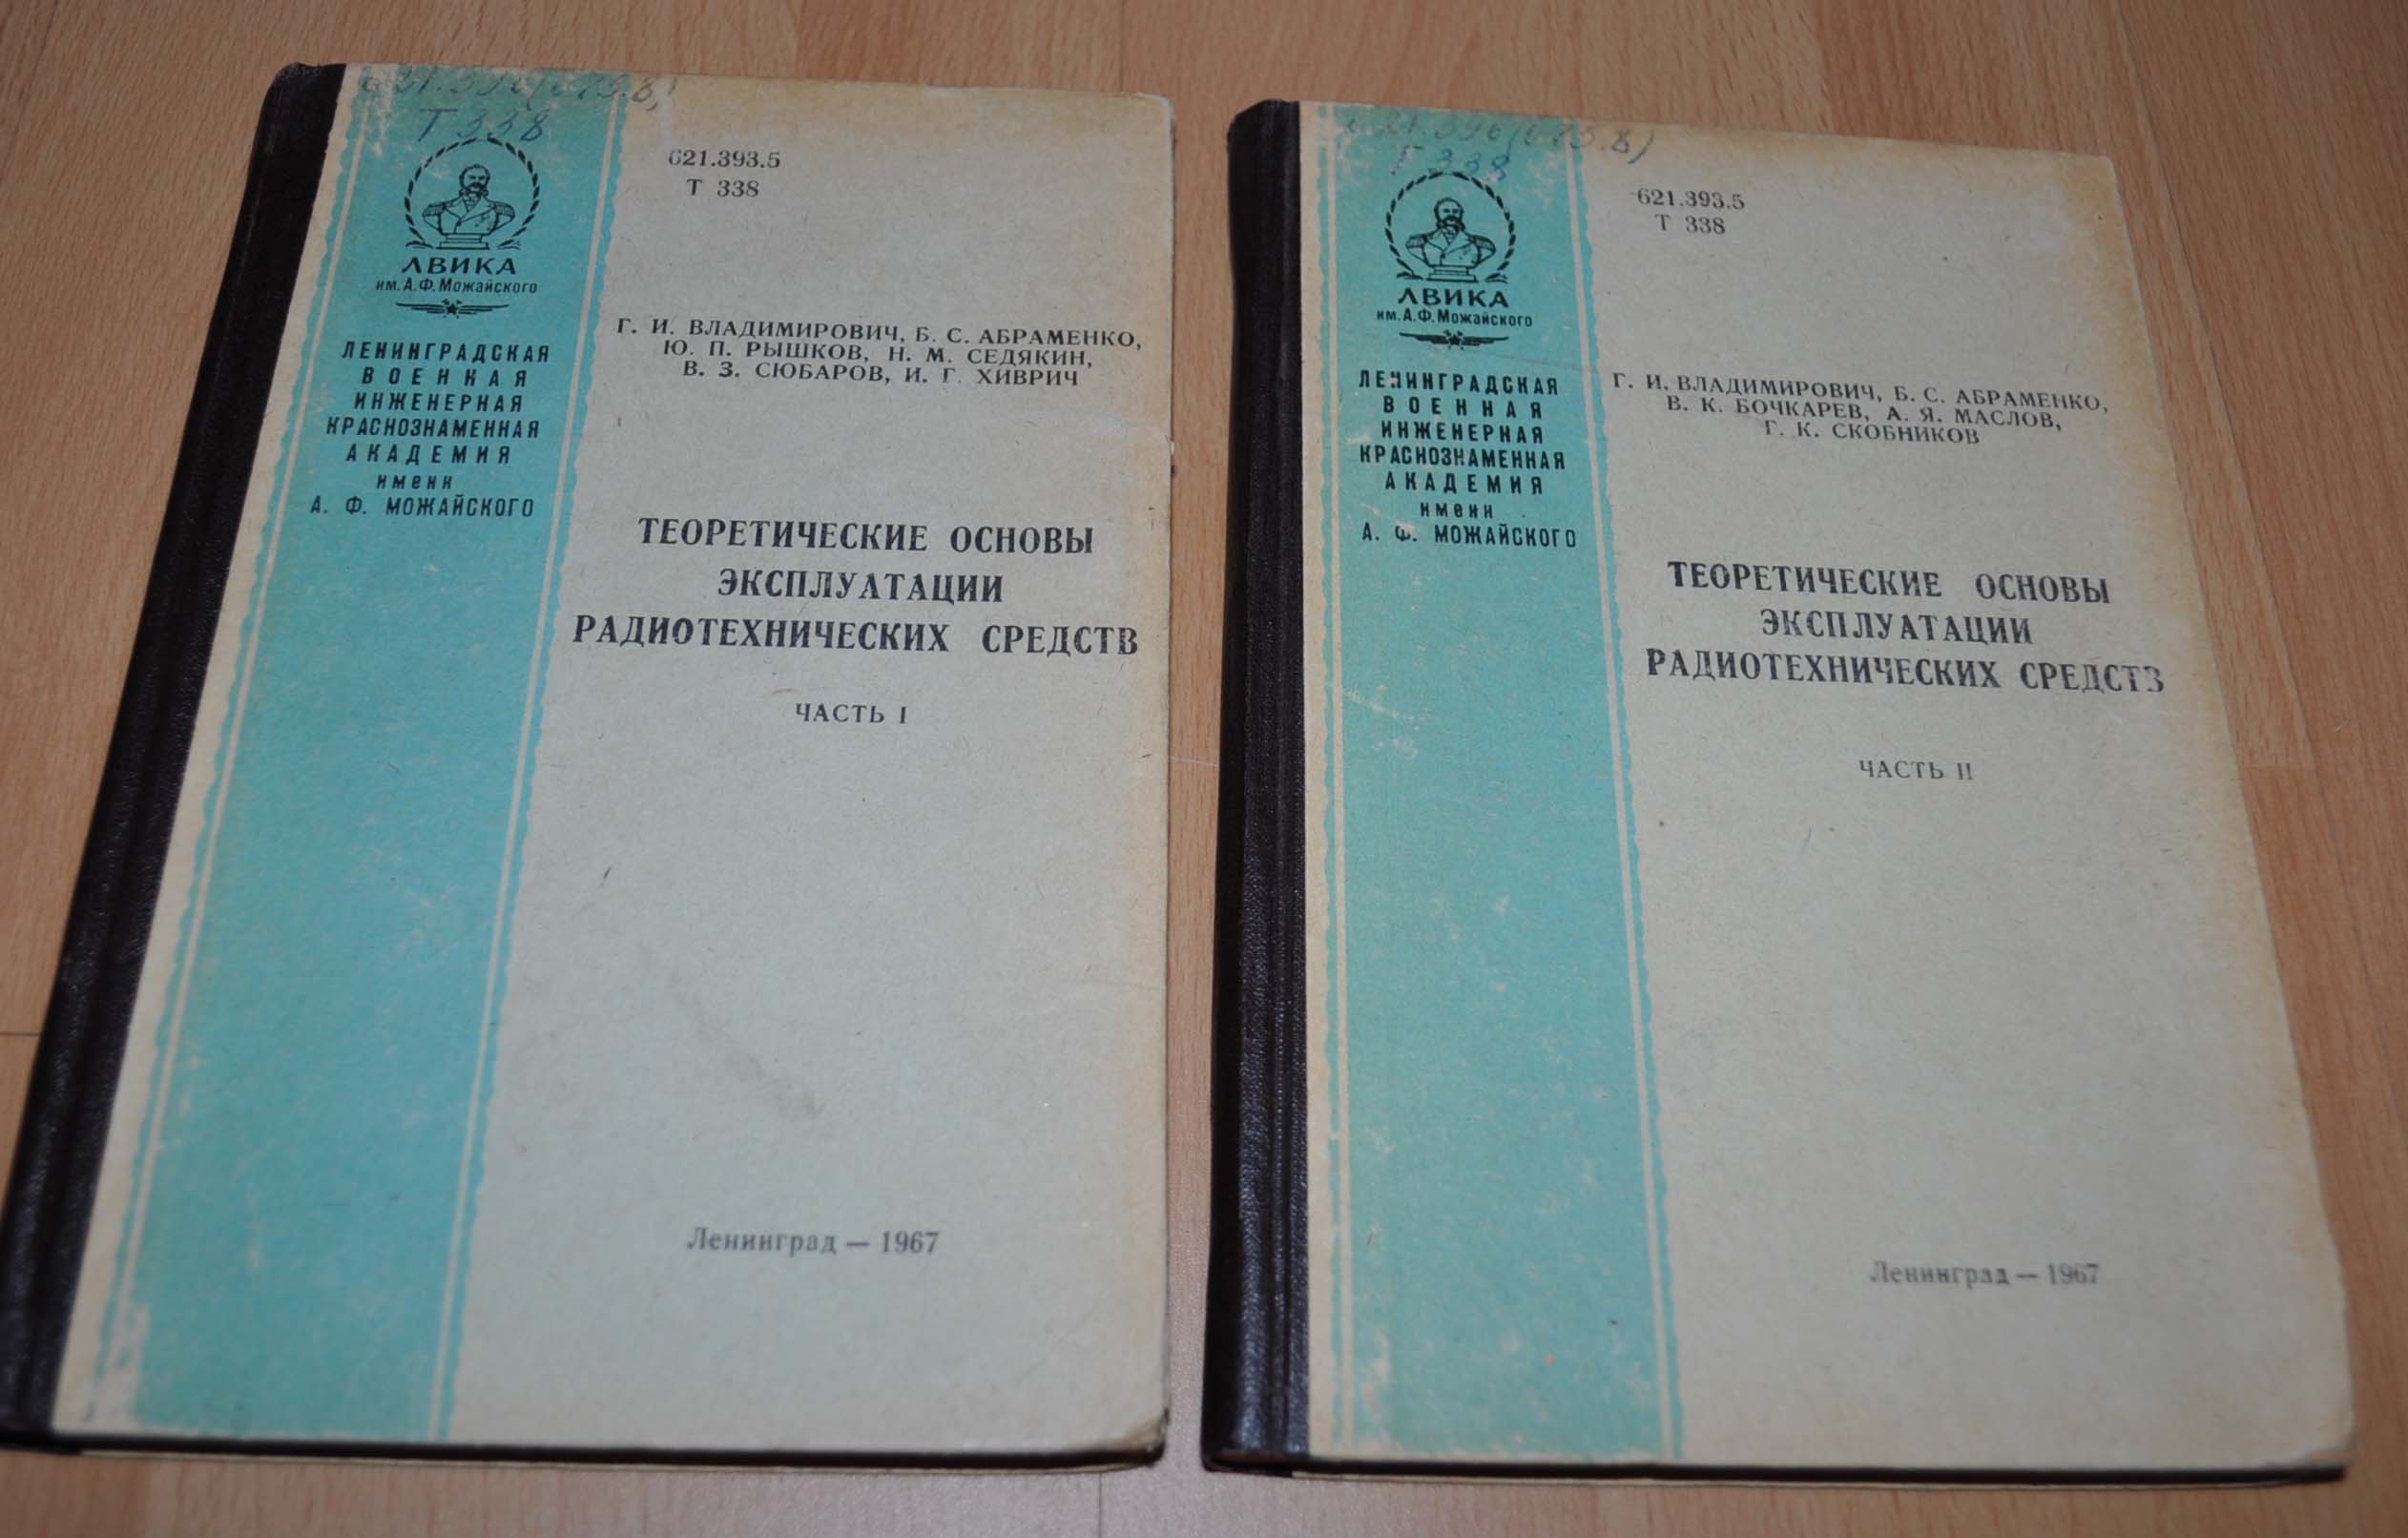 Т 338
ЛВИКА
им. А.Ф. Можайского
ЛЕНИНГРАДСКАЯ
ВОЕННАЯ
ИНЖЕНЕРНАЯ
КРАСНОЗНАМЕННАЯ
АКАДЕМИЯ
имени
А. Ф. МОЖАЙСКОГО
621.393.5
Т 338
Г. И. ВЛАДИМИРОВИЧ, Б. С. АБРАМЕНКО,
Ю. П. РЫШКОВ, Н. М. СЕДЯКИН,
В. З. СЮБАРОВ, И. Г. ХИВРИЧ
ТЕОРЕТИЧЕСКИЕ ОСНОВЫ
ЭКСПЛУАТАЦИИ
РАДИОТЕХНИЧЕСКИХ СРЕДСТВ
ЧАСТЬ I
Ленинград — 1967
Т 338
ЛВИКА
им. А.Ф. Можайского
ЛЕНИНГРАДСКАЯ
ВОЕННАЯ
ИНЖЕНЕРНАЯ
КРАСНОЗНАМЕННАЯ
АКАДЕМИЯ
имени
А. Ф. МОЖАЙСКОГО
621.393.5
Т 338
Г. И. ВЛАДИМИРОВИЧ, Б. С. АБРАМЕНКО,
В. К. БОЧКАРЕВ, А. Я. МАСЛОВ,
Г. К. СКОБНИКОВ
ТЕОРЕТИЧЕСКИЕ ОСНОВЫ
ЭКСПЛУАТАЦИИ
РАДИОТЕХНИЧЕСКИХ СРЕДСТВ
ЧАСТЬ II
Ленинград — 1967